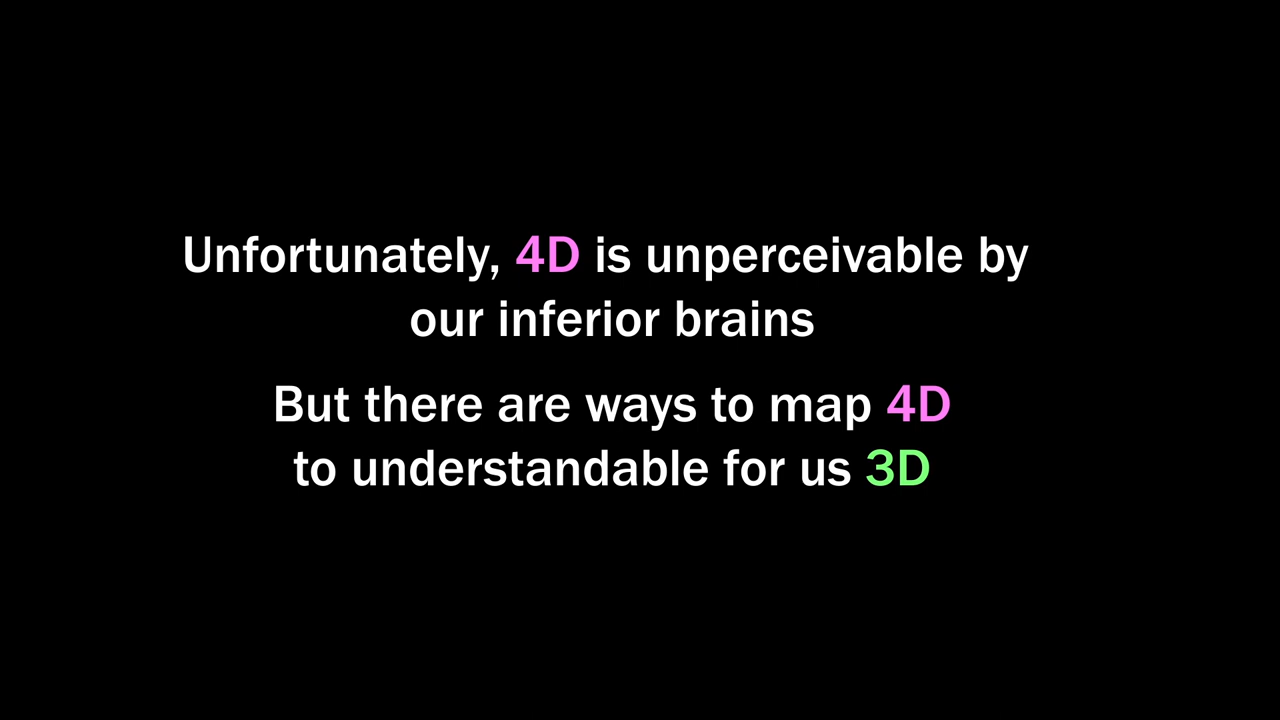 Unfortunately, 4D is unperceivable by
our inferior brains
But there are ways to map 4D
to understandable for us 3D